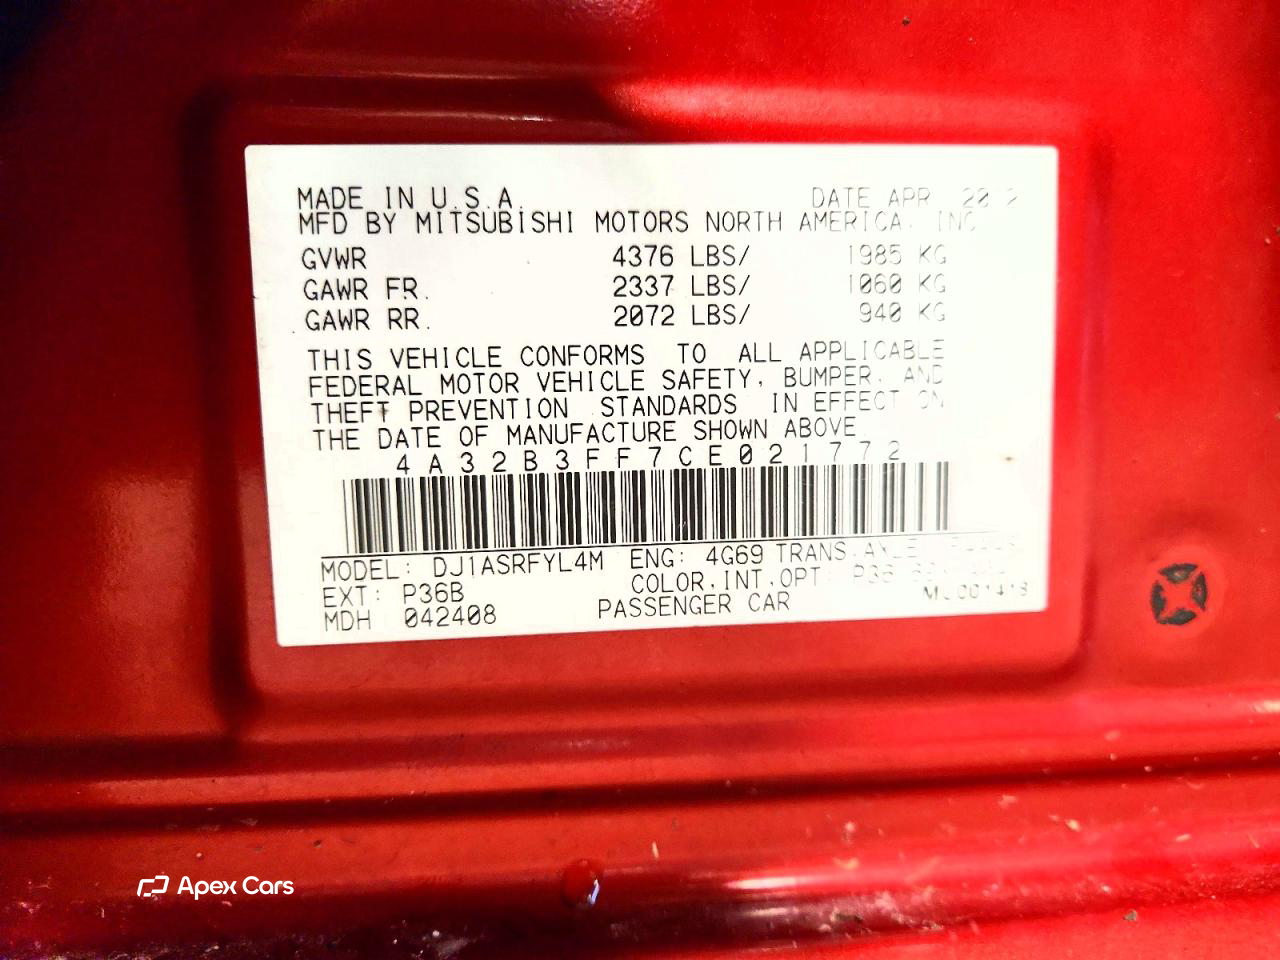 MADE IN U.S.A. DATE APR
MFD BY MITSUBISHI MOTORS NORTH AMERICA, INC
GVWR 4376 LBS/ 1985 KG
GAWR FR. 2337 LBS/ 1060 KG
GAWR RR. 2072 LBS/ 940 KG
THIS VEHICLE CONFORMS TO ALL APPLICABLE
FEDERAL MOTOR VEHICLE SAFETY, BUMPER, AND
THEFT PREVENTION STANDARDS IN EFFECT ON
THE DATE OF MANUFACTURE SHOWN ABOVE
4A32B3FF7CE021772
MODEL: DJ1ASRFYL4M ENG: 4G69 TRANS.AXLE
EXT: P36B COLOR.INT.OPT: P36
MDH 042408 PASSENGER CAR
Apex Cars